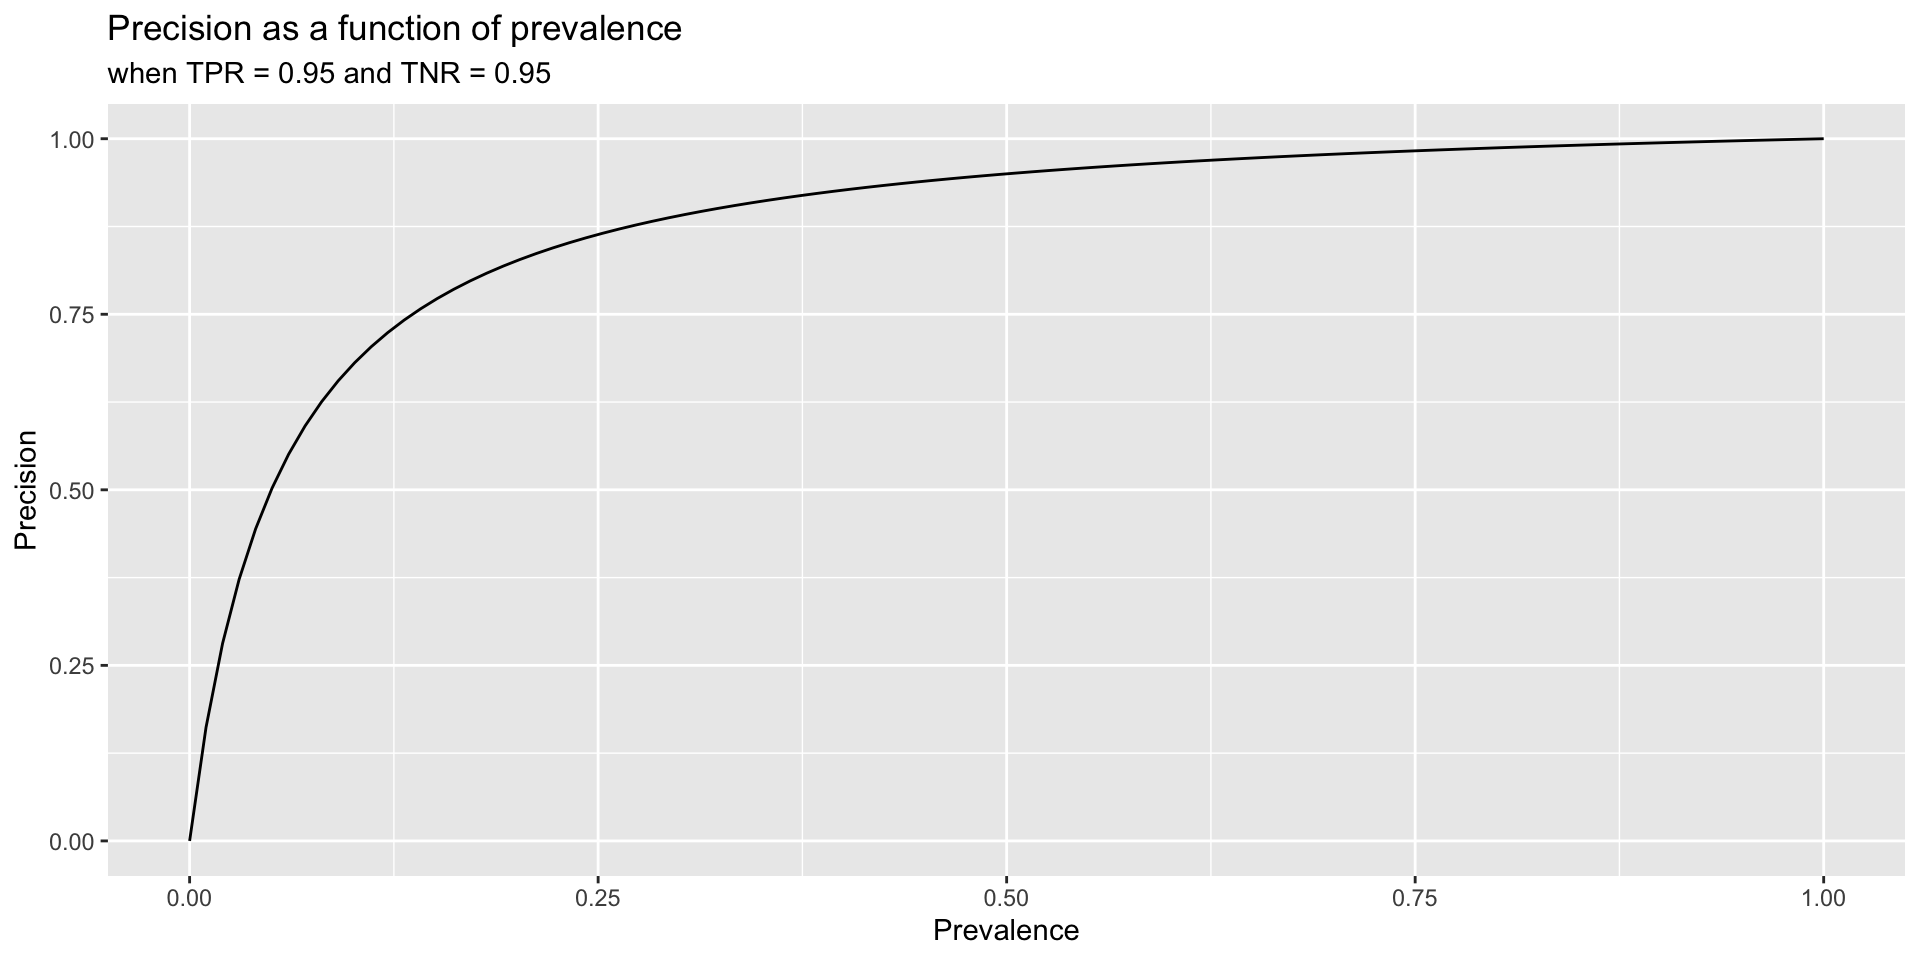 Precision as a function of prevalence
when TPR = 0.95 and TNR = 0.95
1.00
0.75
0.50
0.25
0.00
Precision
0.00 0.25 0.50 0.75 1.00
Prevalence